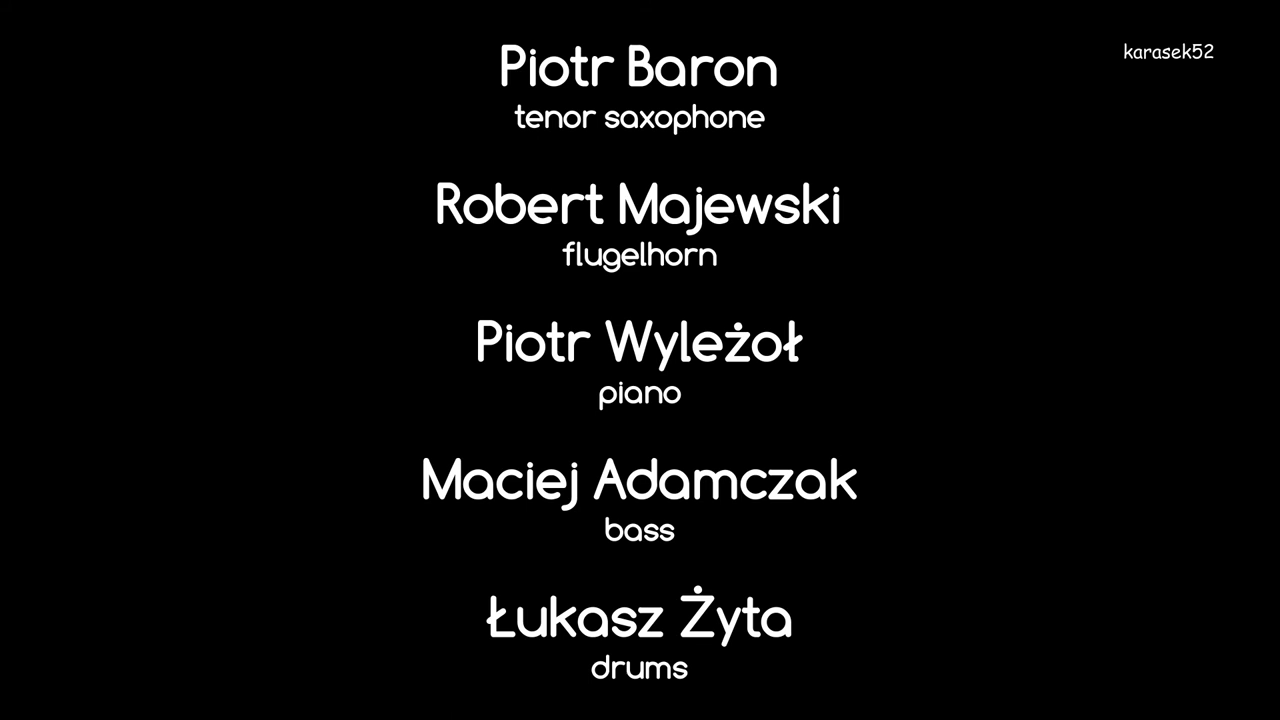 karasek52
Piotr Baron
tenor saxophone
Robert Majewski
flugelhorn
Piotr Wyleżoł
piano
Maciej Adamczak
bass
Łukasz Żyta
drums